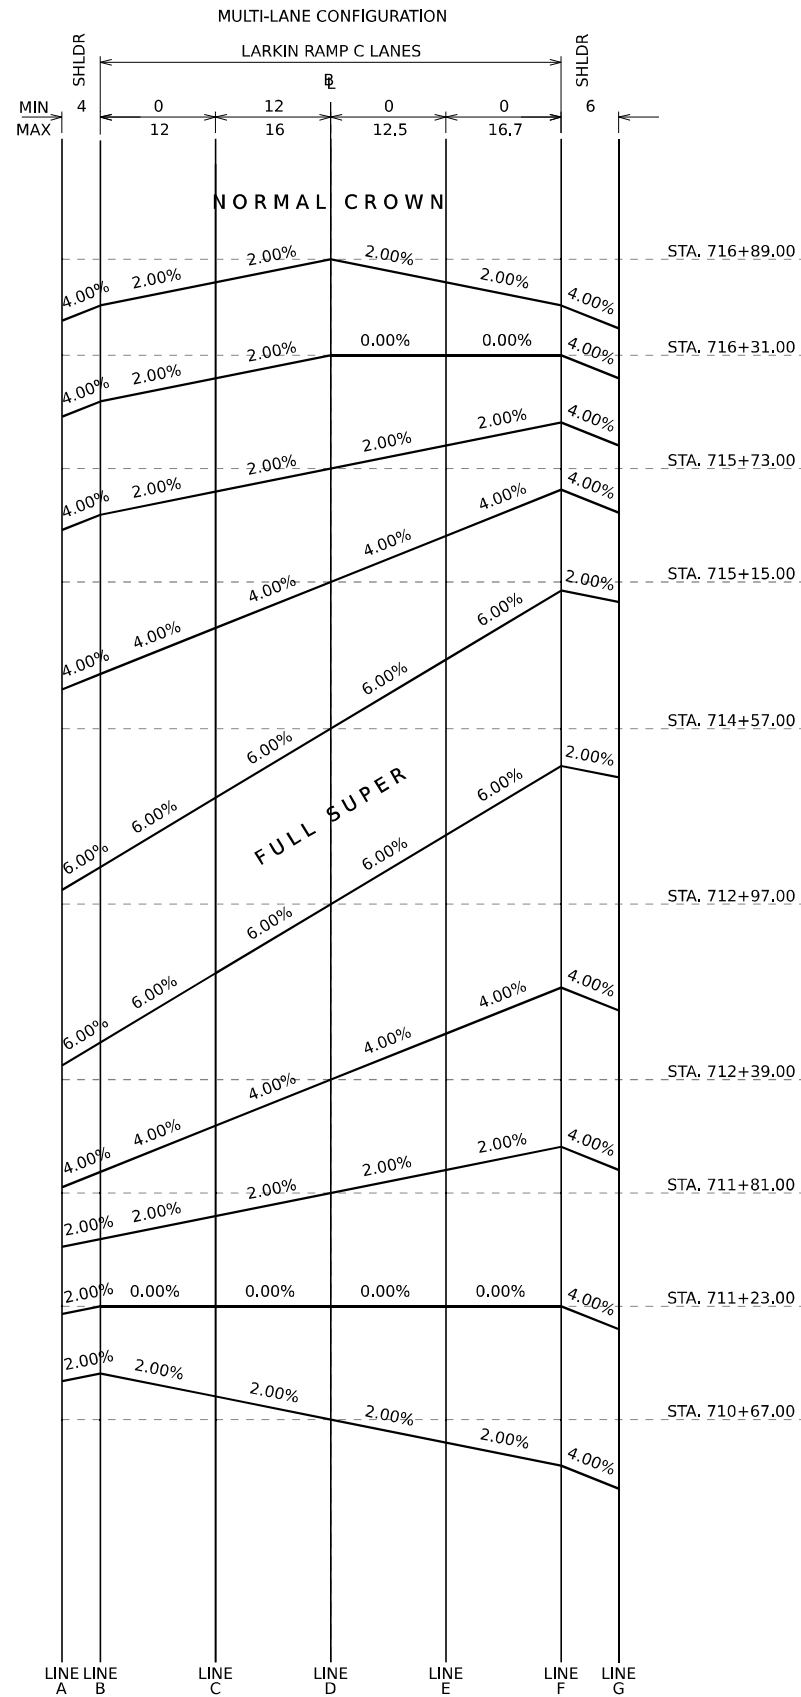 MULTI-LANE CONFIGURATION
SHLDR
LARKIN RAMP C LANES
SHLDR
MIN 4 0 12 0 0 6
MAX 12 16 12.5 16.7
NORMAL CROWN
4.00% 2.00% 2.00% 2.00% 2.00% 4.00% STA. 716+89.00
4.00% 2.00% 2.00% 0.00% 0.00% 4.00% STA. 716+31.00
4.00% 2.00% 2.00% 2.00% 2.00% 4.00% STA. 715+73.00
4.00% 4.00% 4.00% 4.00% 4.00% 4.00% STA. 715+15.00
6.00% 6.00% 6.00% 6.00% 6.00% 2.00% STA. 714+57.00
FULL SUPER
6.00% 6.00% 6.00% 6.00% 6.00% 2.00% STA. 712+97.00
4.00% 4.00% 4.00% 4.00% 4.00% 4.00% STA. 712+39.00
2.00% 2.00% 2.00% 2.00% 2.00% 4.00% STA. 711+81.00
2.00% 0.00% 0.00% 0.00% 0.00% 4.00% STA. 711+23.00
2.00% 2.00% 2.00% 2.00% 2.00% 4.00% STA. 710+67.00
LINE LINE LINE LINE LINE LINE LINE
A B C D E F G